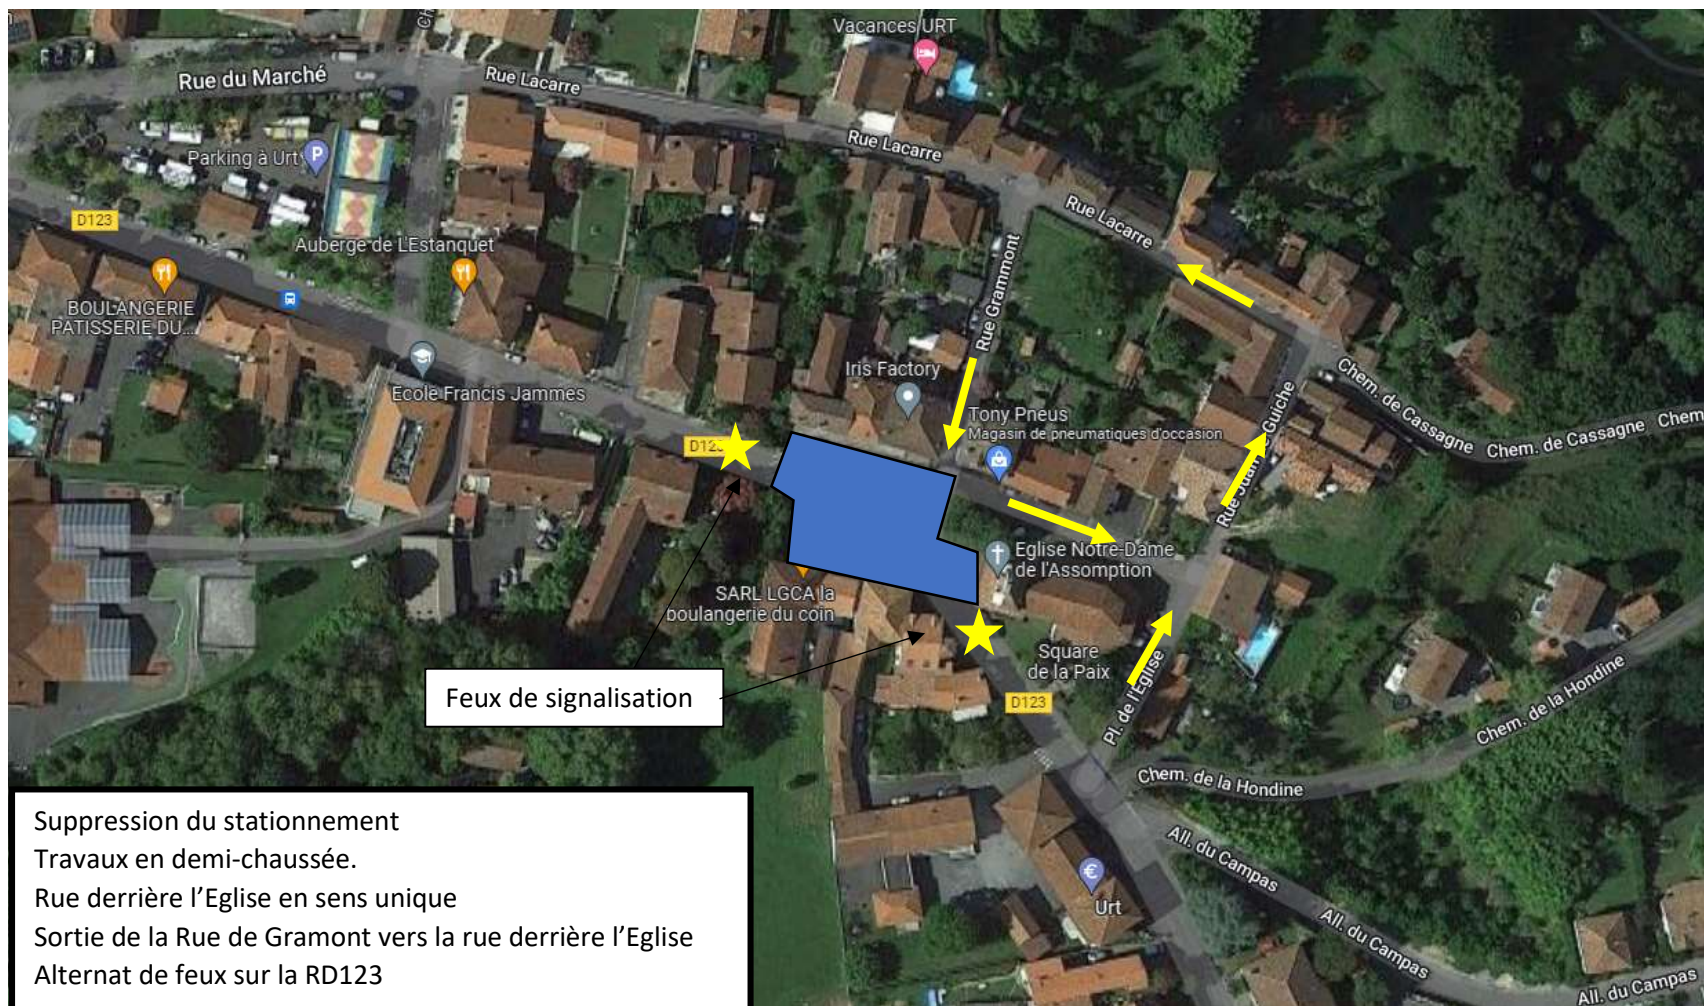 Vacances URT
Rue du Marché
Rue Lacarre
Rue Lacarre
Parking à Urt
P
Rue Lacarre
D123
Auberge de L'Estanquet
Rue Grammont
BOULANGERIE
PATISSERIE DU...
Iris Factory
Ecole Francis Jammes
Chem. de Cassagne
Chem. de Cassagne
Chem
Tony Pneus
Magasin de pneumatiques d'occasion
D123
Rue Juan Guiche
Eglise Notre-Dame
de l'Assomption
SARL LGCA la
boulangerie du coin
Square
de la Paix
Pl. de l'Eglise
Feux de signalisation
D123
Chem. de la Hondine
Chem. de la Hondine
All. du Campas
€
Urt
All. du Campas
All. du Campas
Suppression du stationnement
Travaux en demi-chaussée.
Rue derrière l'Eglise en sens unique
Sortie de la Rue de Gramont vers la rue derrière l'Eglise
Alternat de feux sur la RD123